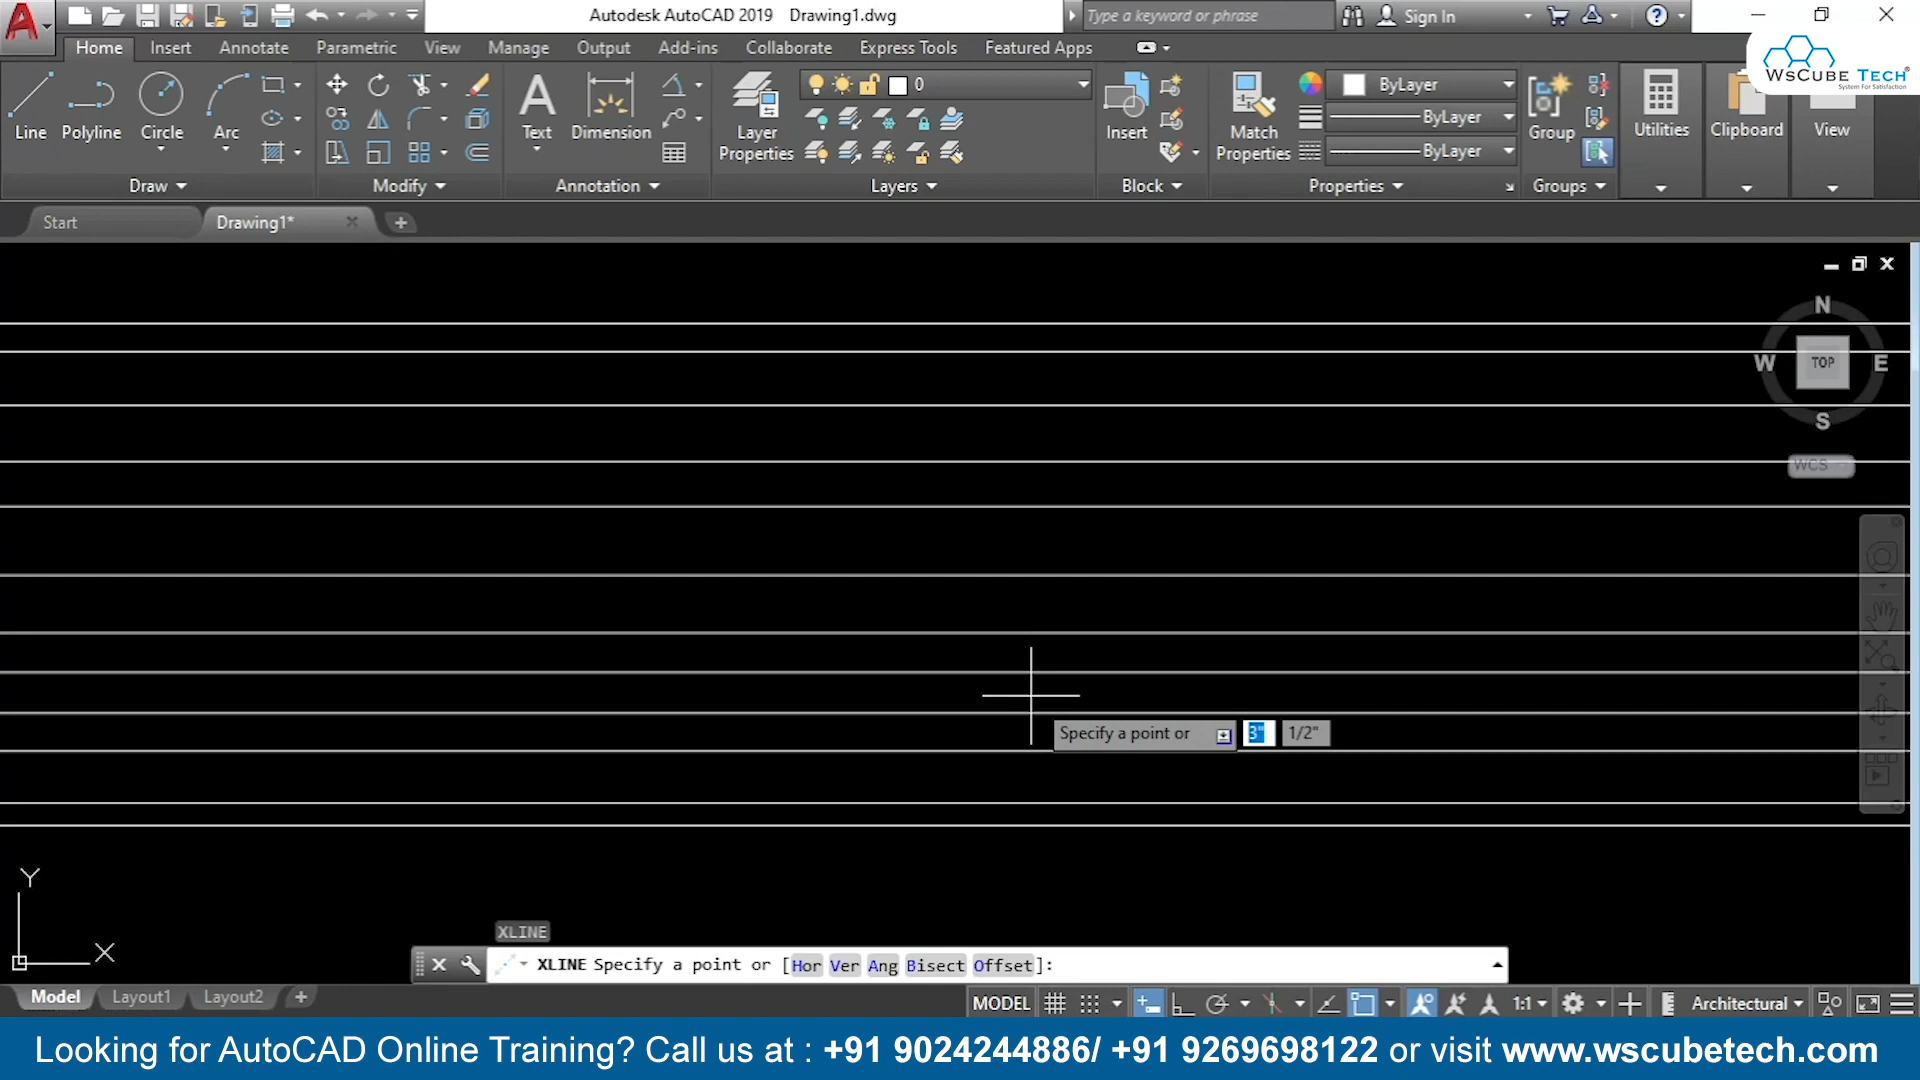 Autodesk AutoCAD 2019 Drawing1.dwg
Type a keyword or phrase
Sign In
Home Insert Annotate Parametric View Manage Output Add-ins Collaborate Express Tools Featured Apps
WsCube Tech®
System For Satisfaction
0
ByLayer
ByLayer
ByLayer
Line Polyline Circle Arc
Text Dimension
Layer Properties
Insert
Match Properties
Group
Utilities Clipboard View
Draw Modify Annotation Layers Block Properties Groups
Start Drawing1*
N
W TOP E
S
WCS
Specify a point or 3" 1/2"
Y
X
XLINE
XLINE Specify a point or [Hor Ver Ang Bisect Offset]:
Model Layout1 Layout2
MODEL 1:1 Architectural
Looking for AutoCAD Online Training? Call us at : +91 9024244886/ +91 9269698122 or visit www.wscubetech.com